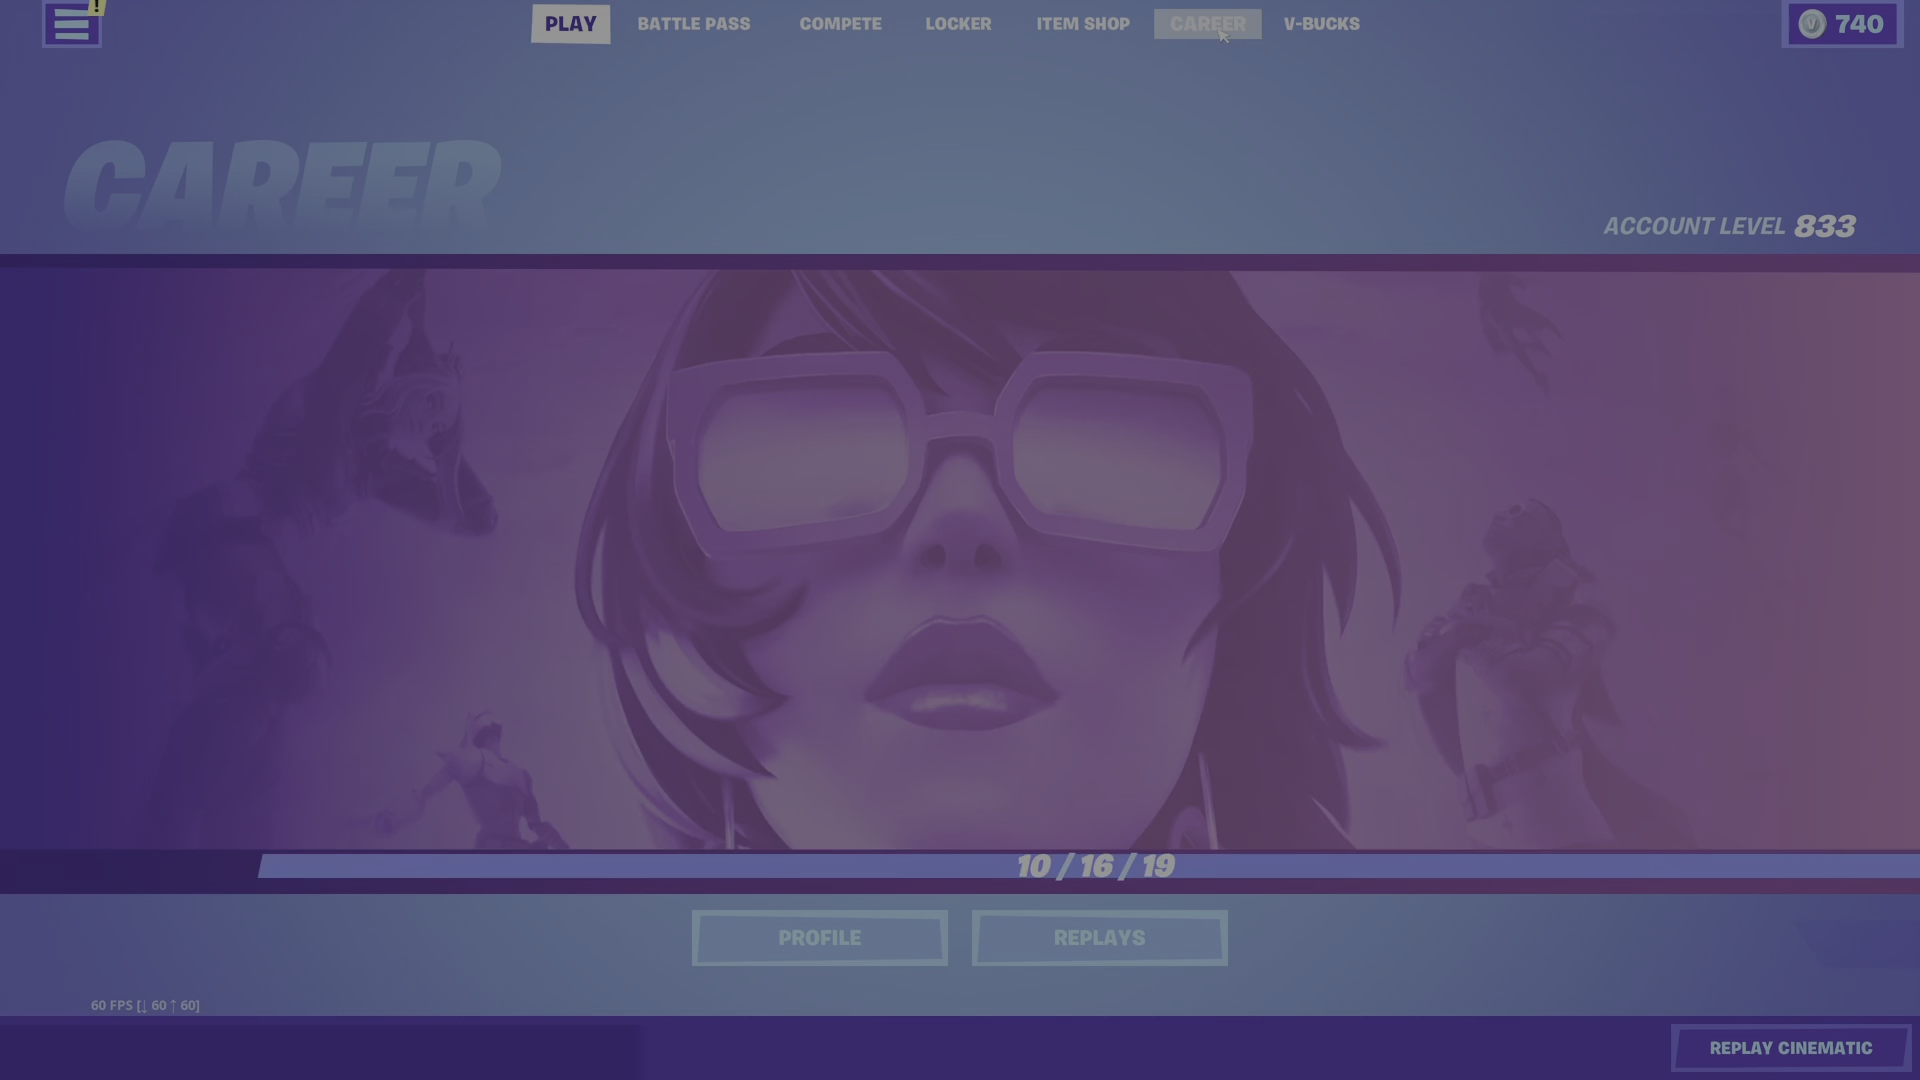 !
PLAY BATTLE PASS COMPETE LOCKER ITEM SHOP CAREER V-BUCKS
V 740
CAREER
ACCOUNT LEVEL 833
10 / 16 / 19
PROFILE REPLAYS
60 FPS [↓ 60 ↑ 60]
REPLAY CINEMATIC